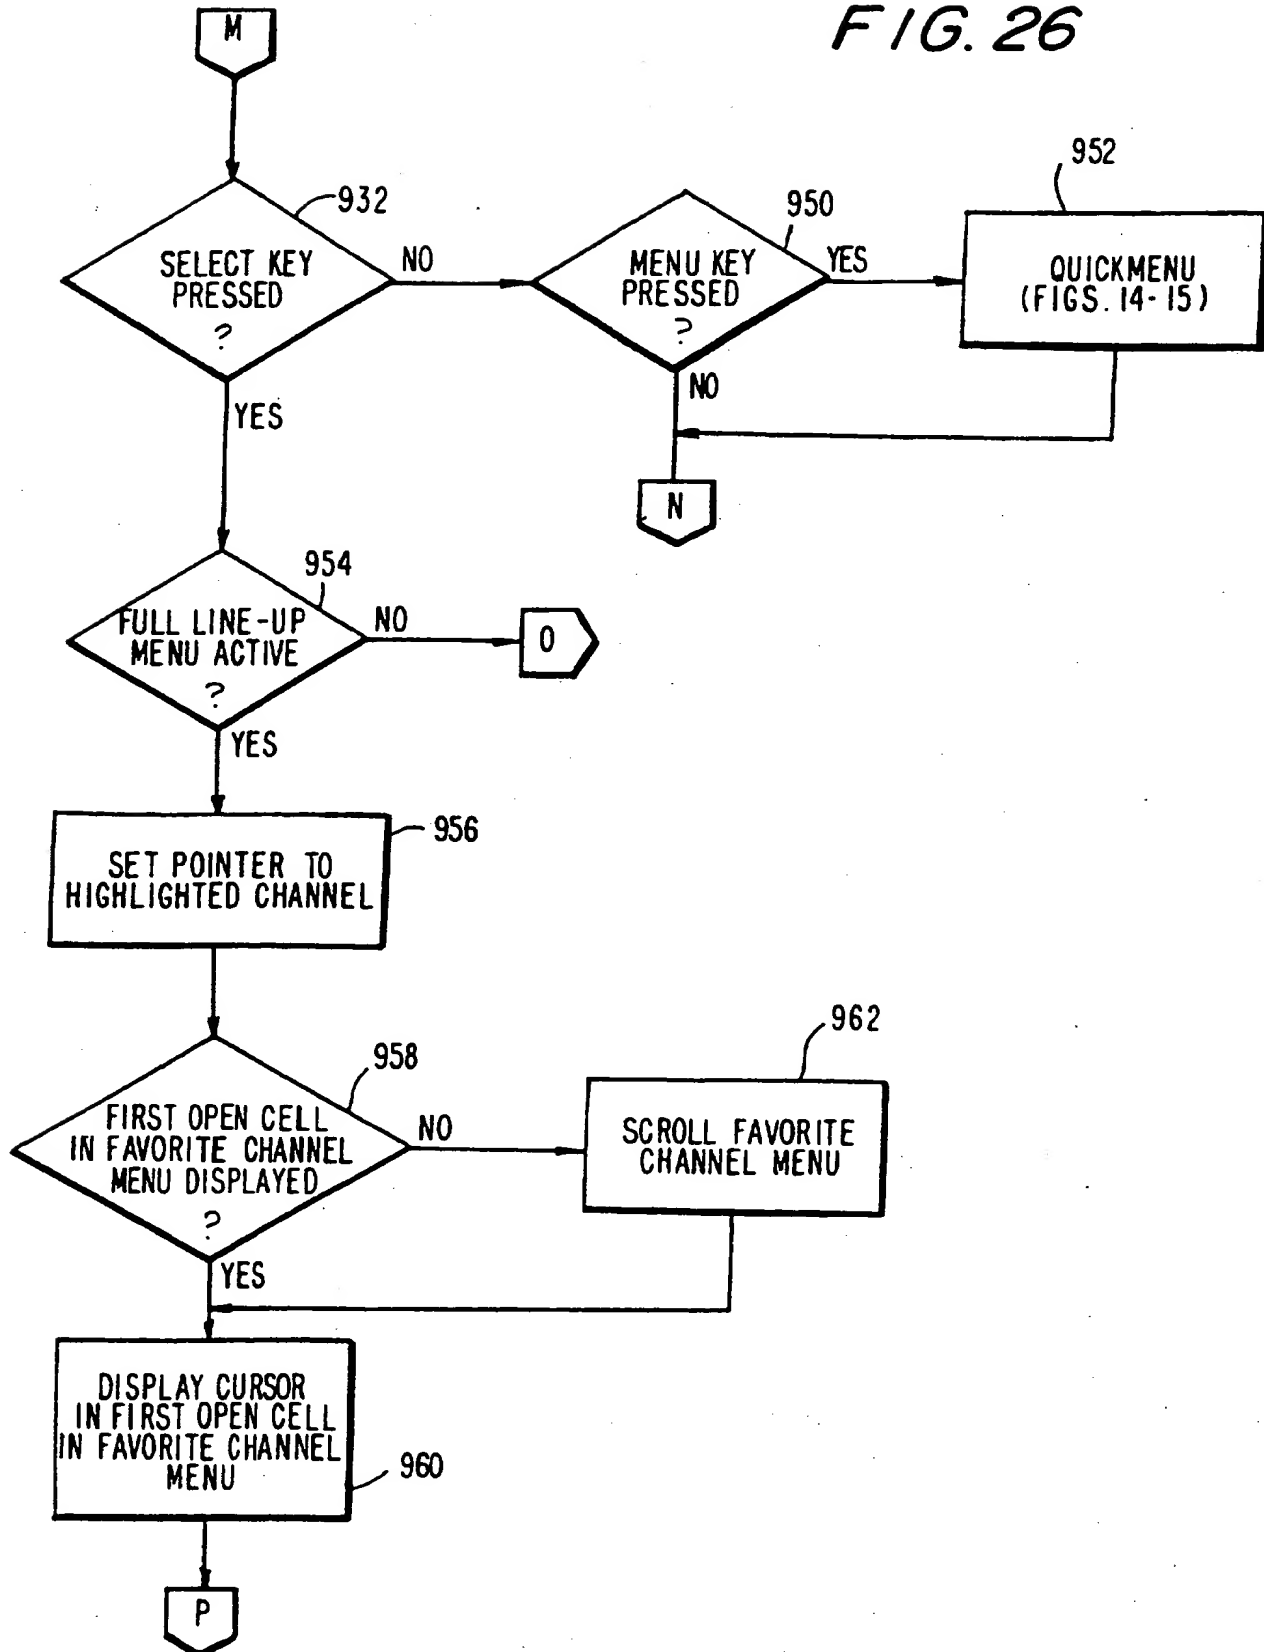 FIG. 26
M
932
SELECT KEY
PRESSED
?
NO
YES
950
MENU KEY
PRESSED
?
YES
NO
952
QUICKMENU
(FIGS. 14-15)
N
954
FULL LINE-UP
MENU ACTIVE
?
NO
YES
O
956
SET POINTER TO
HIGHLIGHTED CHANNEL
958
FIRST OPEN CELL
IN FAVORITE CHANNEL
MENU DISPLAYED
?
NO
YES
962
SCROLL FAVORITE
CHANNEL MENU
DISPLAY CURSOR
IN FIRST OPEN CELL
IN FAVORITE CHANNEL
MENU
960
P